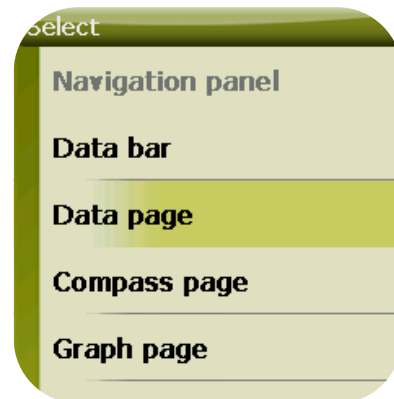 Select
Navigation panel
Data bar
Data page
Compass page
Graph page